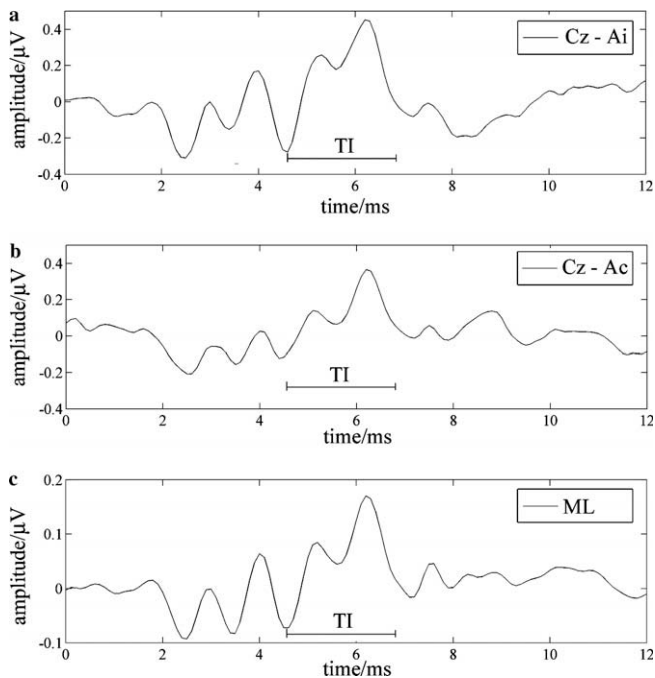 a
amplitude/μV
0.4
0.2
0
-0.2
-0.4
Cz - Ai
TI
0 2 4 6 8 10 12
time/ms
b
amplitude/μV
0.4
0.2
0
-0.2
-0.4
Cz - Ac
TI
0 2 4 6 8 10 12
time/ms
c
amplitude/μV
0.2
0.1
0
-0.1
ML
TI
0 2 4 6 8 10 12
time/ms